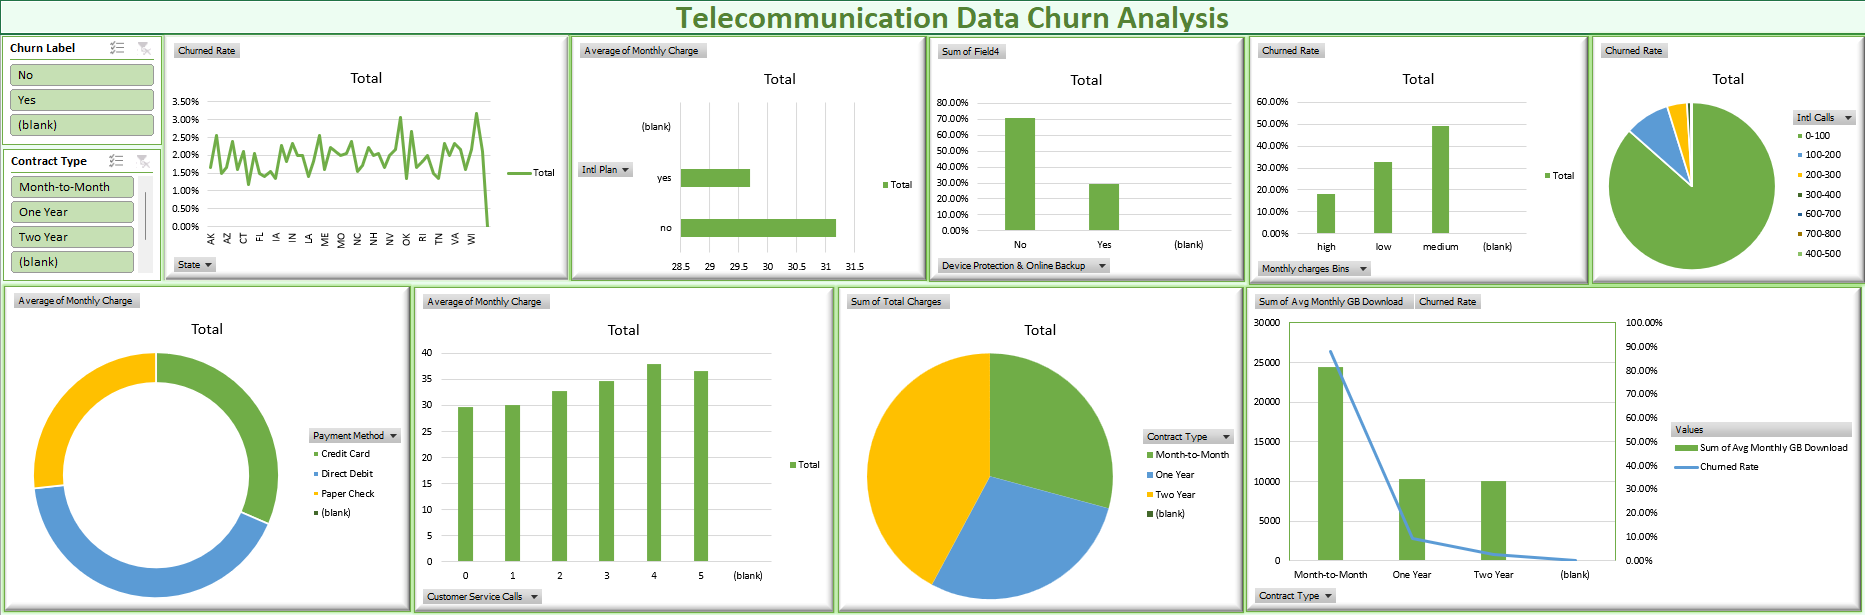 Telecommunication Data Churn Analysis
Churn Label
No
Yes
(blank)
Contract Type
Month-to-Month
One Year
Two Year
(blank)
Churned Rate
Total
3.50%
3.00%
2.50%
2.00%
1.50%
1.00%
0.50%
0.00%
AK AZ CT FL IA IN LA ME MO NC NH NV OK RI TN VA WI
Total
State
Average of Monthly Charge
Total
(blank)
yes
no
Intl Plan
28.5 29 29.5 30 30.5 31 31.5
Total
Sum of Field4
Total
80.00%
70.00%
60.00%
50.00%
40.00%
30.00%
20.00%
10.00%
0.00%
No Yes (blank)
Device Protection & Online Backup
Churned Rate
Total
60.00%
50.00%
40.00%
30.00%
20.00%
10.00%
0.00%
high low medium (blank)
Total
Monthly charges Bins
Churned Rate
Total
Intl Calls
0-100
100-200
200-300
300-400
600-700
700-800
400-500
Average of Monthly Charge
Total
Payment Method
Credit Card
Direct Debit
Paper Check
(blank)
Average of Monthly Charge
Total
40
35
30
25
20
15
10
5
0
0 1 2 3 4 5 (blank)
Total
Customer Service Calls
Sum of Total Charges
Total
Contract Type
Month-to-Month
One Year
Two Year
(blank)
Sum of Avg Monthly GB Download Churned Rate
30000
25000
20000
15000
10000
5000
0
100.00%
90.00%
80.00%
70.00%
60.00%
50.00%
40.00%
30.00%
20.00%
10.00%
0.00%
Month-to-Month One Year Two Year (blank)
Values
Sum of Avg Monthly GB Download
Churned Rate
Contract Type